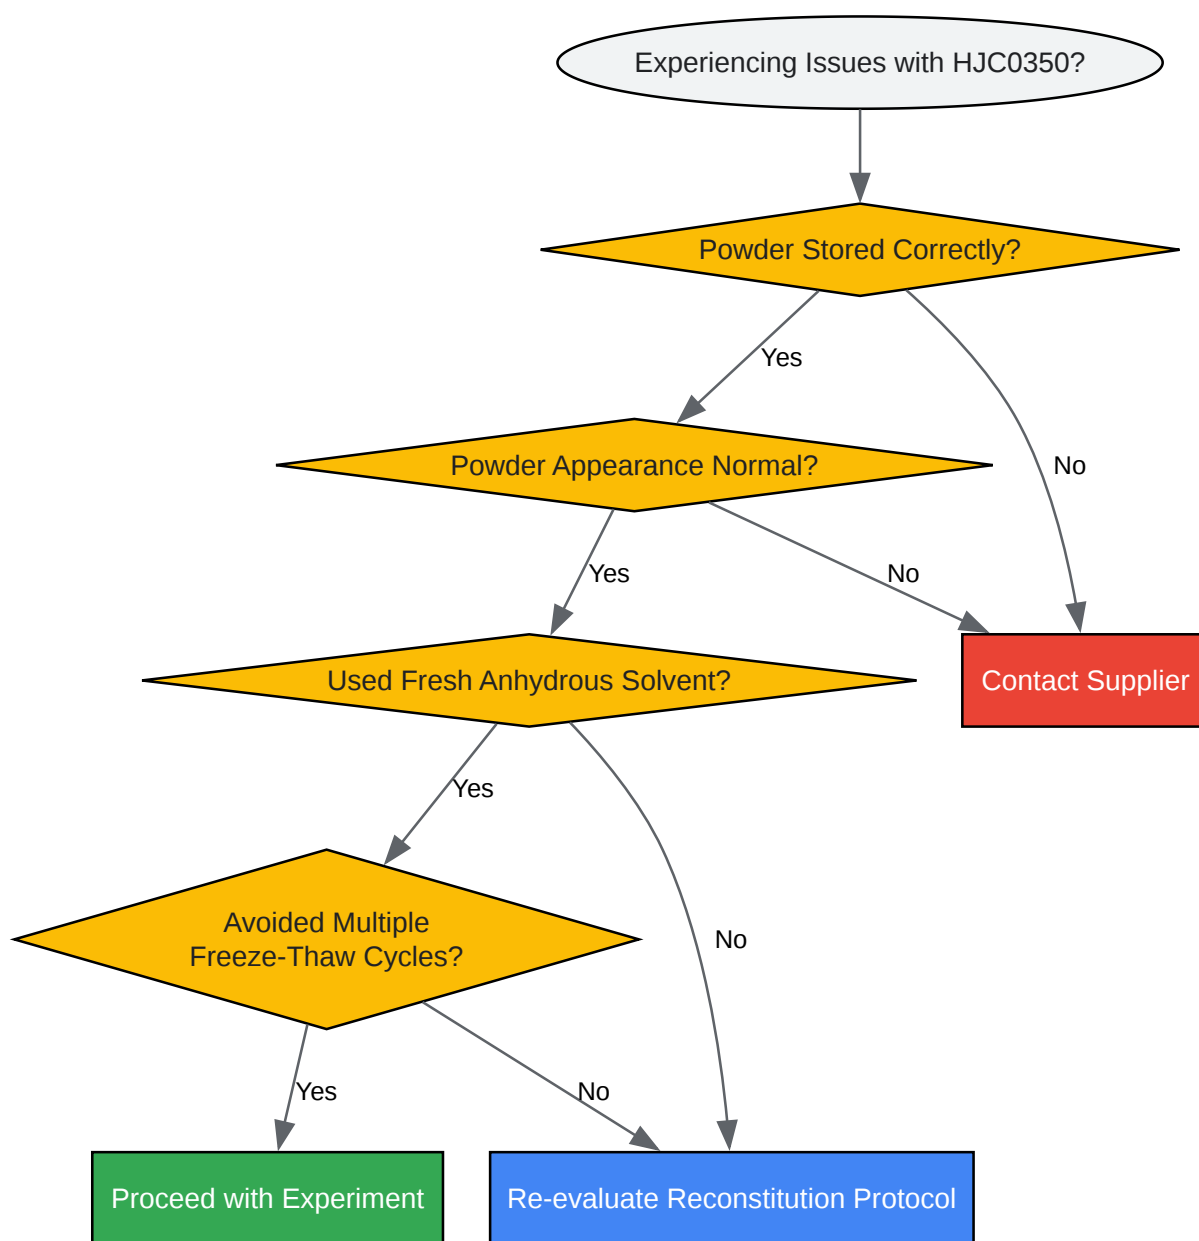 Experiencing Issues with HJC0350?
Powder Stored Correctly?
Yes
Powder Appearance Normal?
No
Yes
No
Used Fresh Anhydrous Solvent?
Contact Supplier
Yes
Avoided Multiple
Freeze-Thaw Cycles?
No
Yes
No
Proceed with Experiment
Re-evaluate Reconstitution Protocol